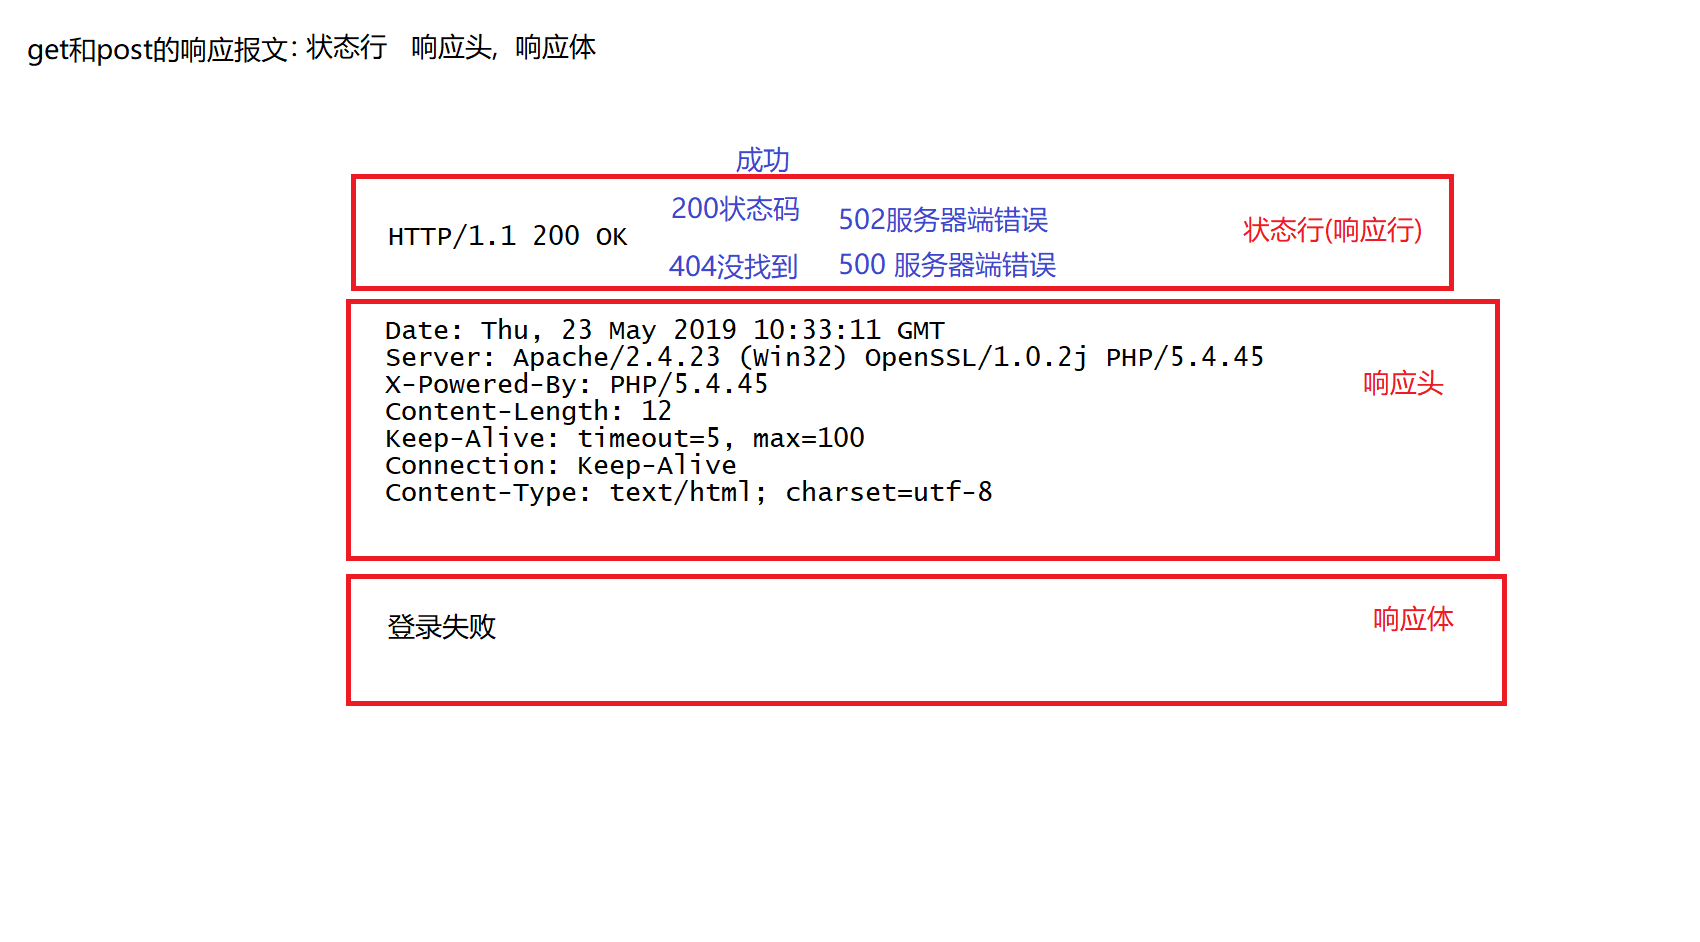 get和post的响应报文：状态行 响应头，响应体
成功
200状态码 502服务器端错误
HTTP/1.1 200 OK 状态行(响应行)
404没找到 500 服务器端错误
Date: Thu, 23 May 2019 10:33:11 GMT
Server: Apache/2.4.23 (Win32) OpenSSL/1.0.2j PHP/5.4.45
X-Powered-By: PHP/5.4.45
响应头
Content-Length: 12
Keep-Alive: timeout=5, max=100
Connection: Keep-Alive
Content-Type: text/html; charset=utf-8
登录失败 响应体